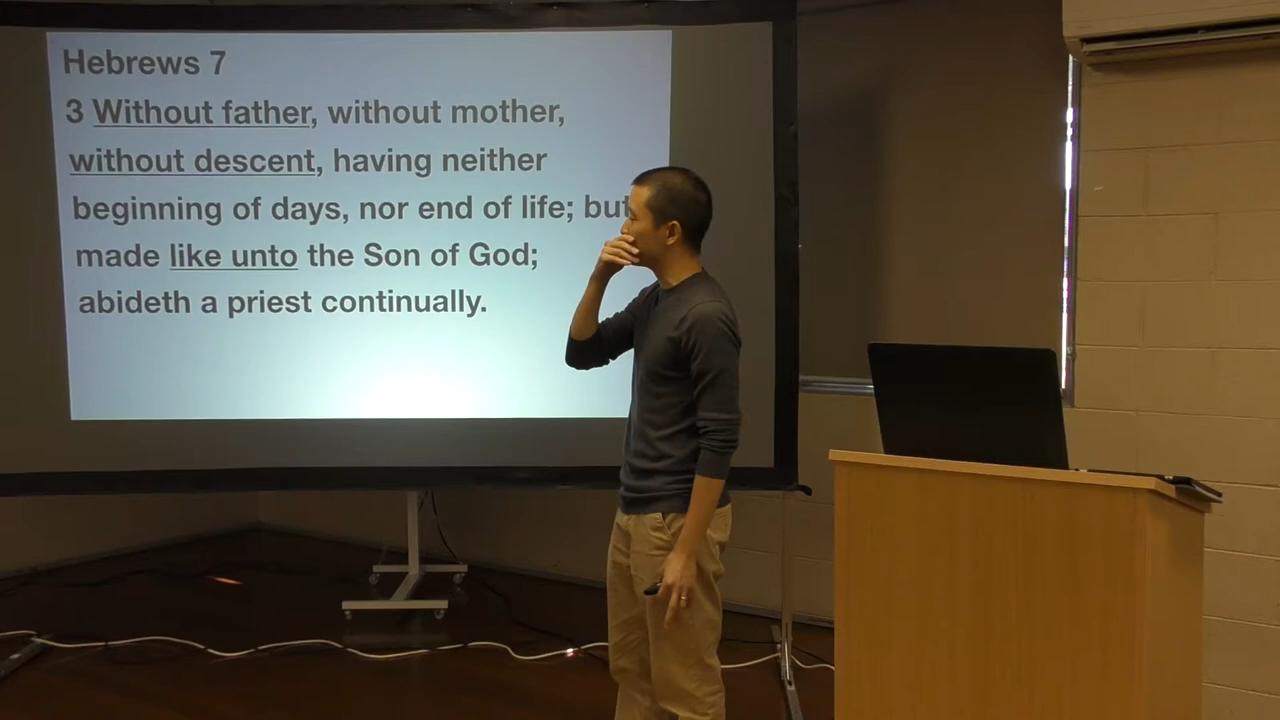 Hebrews 7
3 Without father, without mother,
without descent, having neither
beginning of days, nor end of life; but
made like unto the Son of God;
abideth a priest continually.